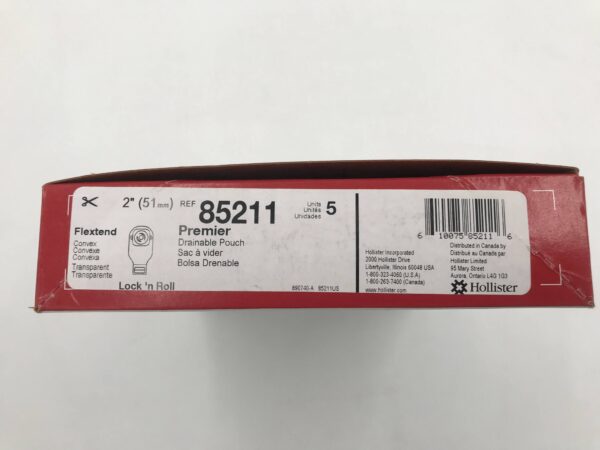 2" (51mm) REF 85211
Units
Unités
Unidades
5
Flextend
Convex
Convexe
Convexa
Transparent
Transparente
Premier
Drainable Pouch
Sac à vider
Bolsa Drenable
Lock 'n Roll
890740-A 85211US
Hollister Incorporated
2000 Hollister Drive
Libertyville, Illinois 60048 USA
1-800-323-4060 (U.S.A)
1-800-263-7400 (Canada)
www.Hollister.com
6 10075 85211 6
Distributed in Canada by
Distribué au Canada par
Hollister Limited
95 Mary Street
Aurora, Ontario L4G 1G3
Hollister